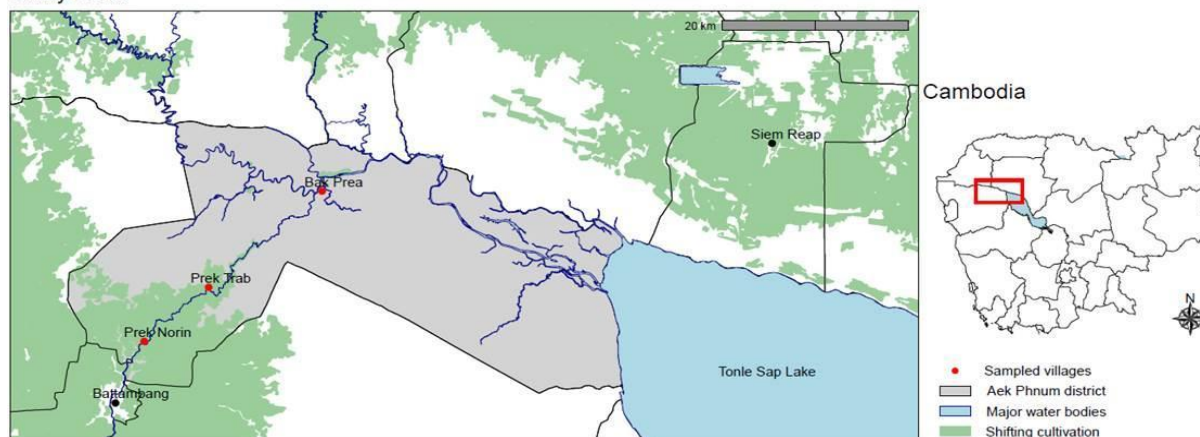 20 km
Cambodia
Siem Reap
Bak Prea
Prek Trab
Prek Norin
Battambang
Tonle Sap Lake
N
Sampled villages
Aek Phnum district
Major water bodies
Shifting cultivation